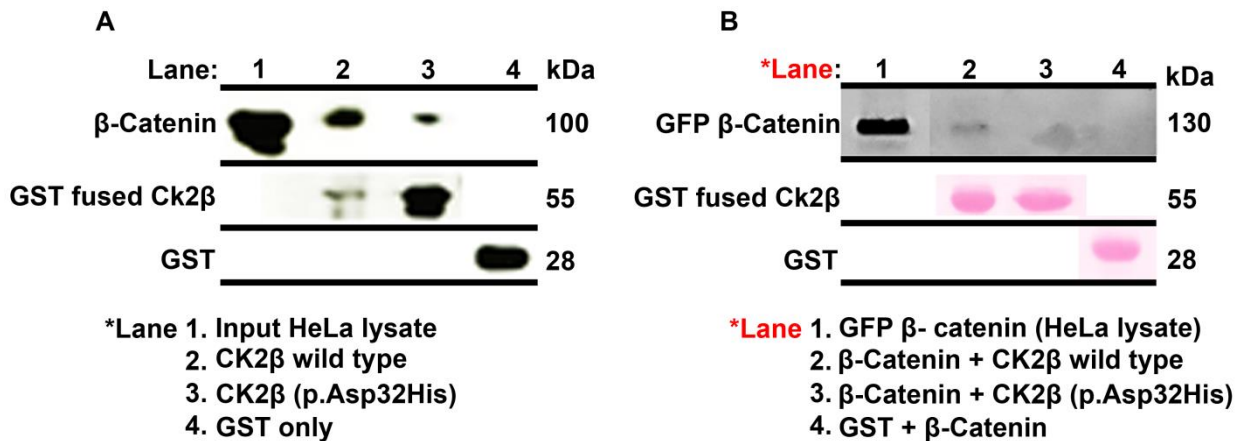 A
Lane: 1 2 3 4 kDa
β-Catenin 100
GST fused Ck2β 55
GST 28
*Lane 1. Input HeLa lysate
2. CK2β wild type
3. CK2β (p.Asp32His)
4. GST only
B
*Lane: 1 2 3 4 kDa
GFP β-Catenin 130
GST fused Ck2β 55
GST 28
*Lane 1. GFP β- catenin (HeLa lysate)
2. β-Catenin + CK2β wild type
3. β-Catenin + CK2β (p.Asp32His)
4. GST + β-Catenin